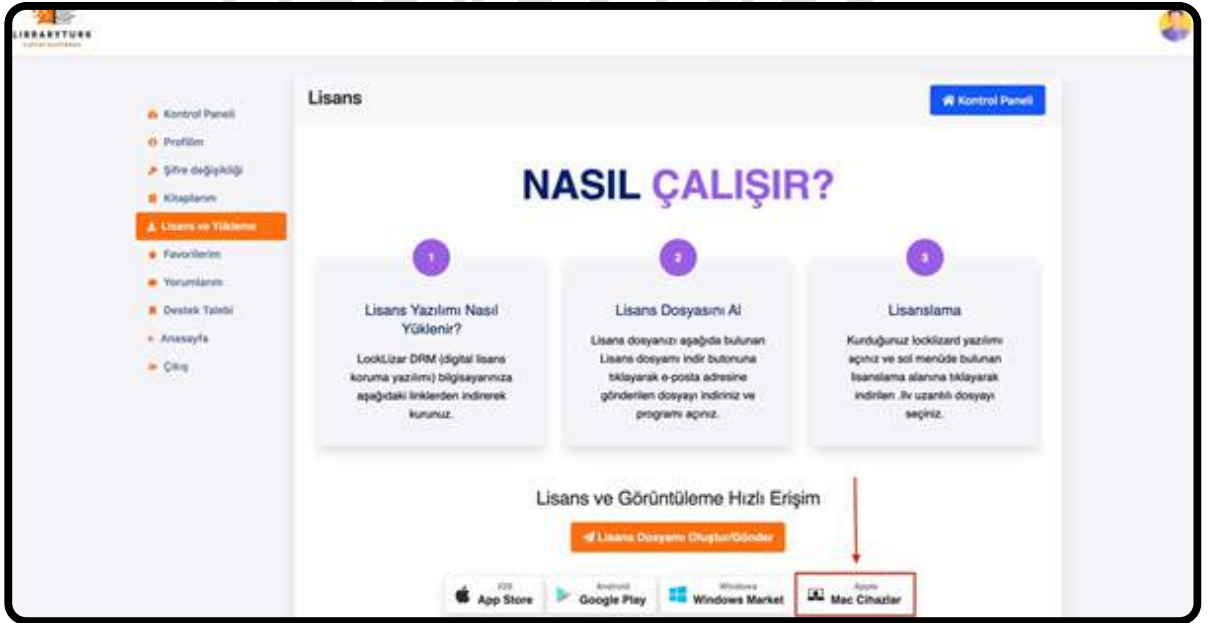 LIBRARYTURK
Lisans
Kontrol Paneli
Kontrol Paneli
Profilim
Şifre değişikliği
Kitaplarım
Lisans ve Yükleme
Favorilerim
Yorumlarım
Destek Talebi
Anasayfa
Çıkış
NASIL ÇALIŞIR?
1
Lisans Yazılımı Nasıl
Yüklenir?
LockLizar DRM (digital lisans
koruma yazılımı) bilgisayarınıza
aşağıdaki linklerden indirerek
kurunuz.
2
Lisans Dosyasını Al
Lisans dosyanızı aşağıda bulunan
Lisans dosyamı indir butonuna
tıklayarak e-posta adresine
gönderilen dosyayı indiriniz ve
programı açınız.
3
Lisanslama
Kurduğunuz locklizard yazılımı
açınız ve sol menüde bulunan
lisanslama alanına tıklayarak
indirilen .llv uzantılı dosyayı
seçiniz.
Lisans ve Görüntüleme Hızlı Erişim
Lisans Dosyamı Oluştur/Gönder
iOS
App Store
Android
Google Play
Windows
Windows Market
Apple
Mac Cihazlar